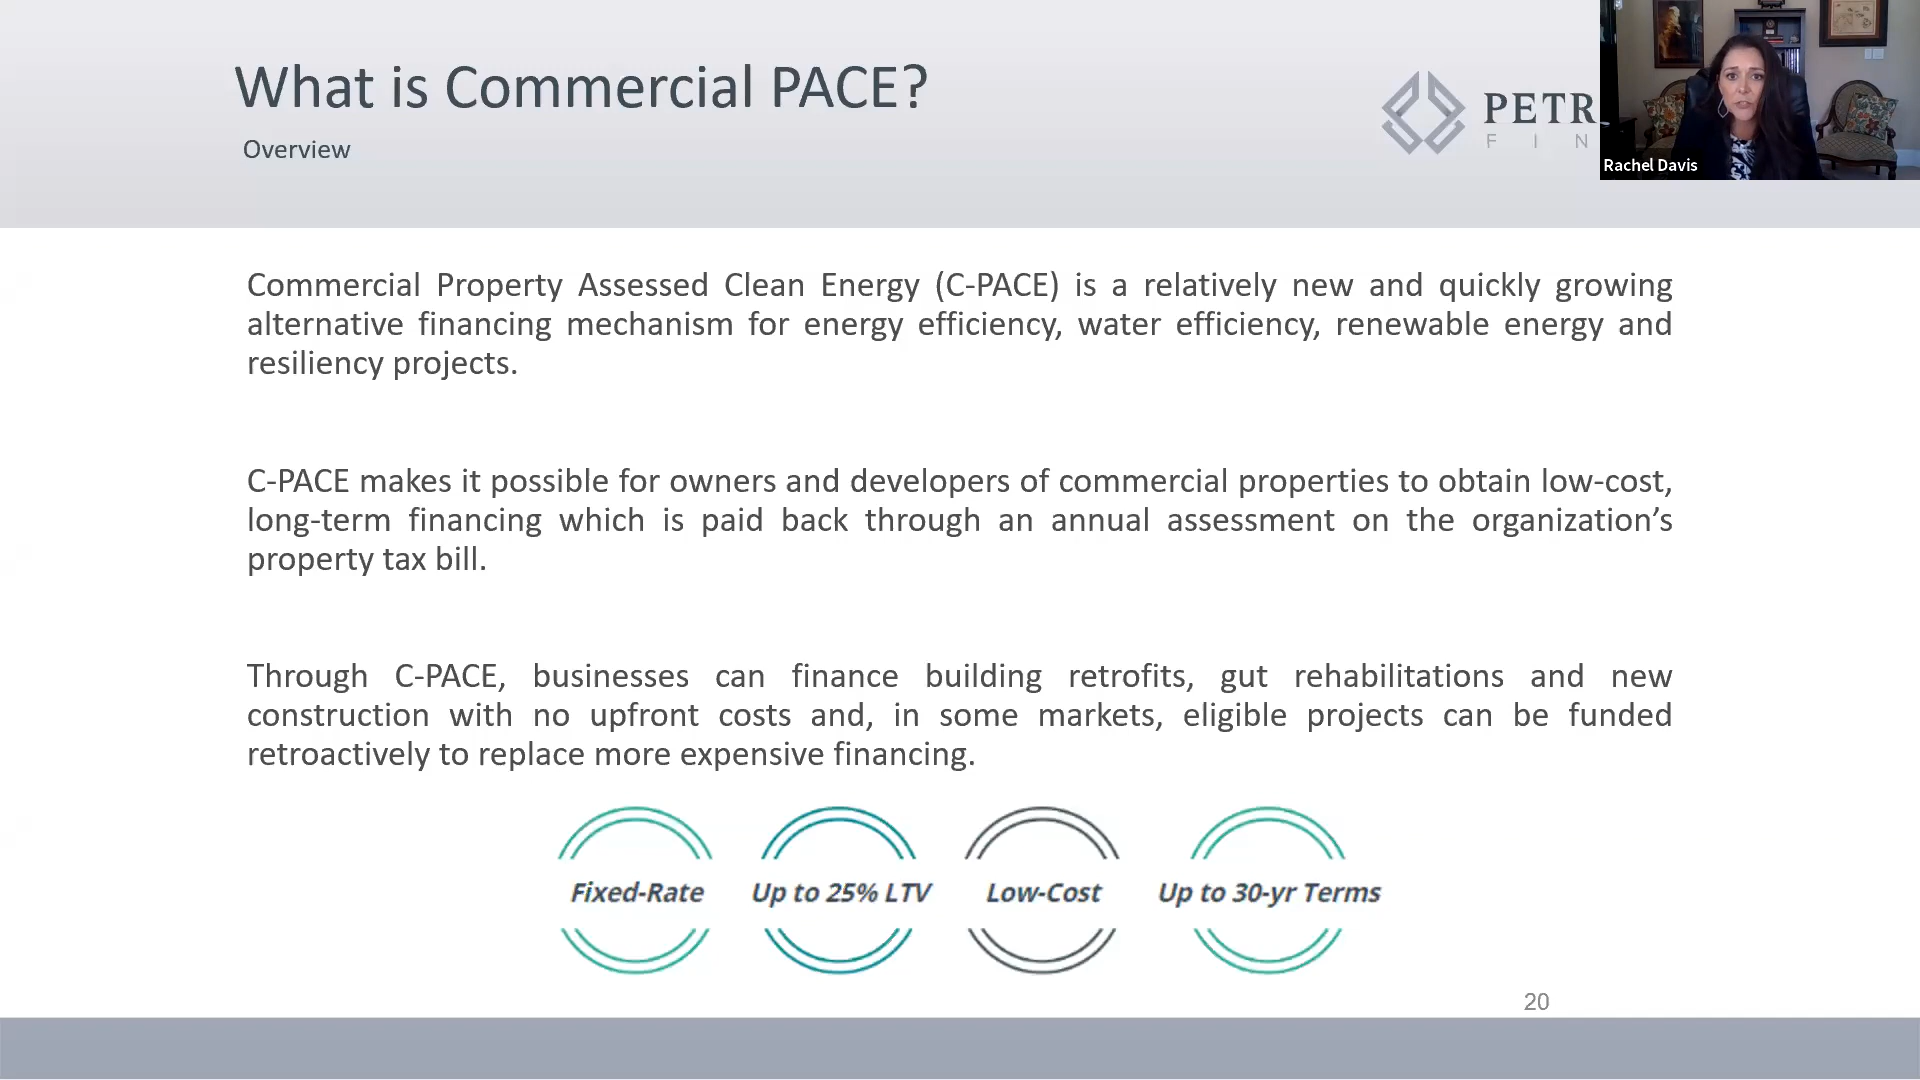 What is Commercial PACE?
Overview
PETR
F I N
Rachel Davis
Commercial Property Assessed Clean Energy (C-PACE) is a relatively new and quickly growing
alternative financing mechanism for energy efficiency, water efficiency, renewable energy and
resiliency projects.
C-PACE makes it possible for owners and developers of commercial properties to obtain low-cost,
long-term financing which is paid back through an annual assessment on the organization’s
property tax bill.
Through C-PACE, businesses can finance building retrofits, gut rehabilitations and new
construction with no upfront costs and, in some markets, eligible projects can be funded
retroactively to replace more expensive financing.
Fixed-Rate
Up to 25% LTV
Low-Cost
Up to 30-yr Terms
20